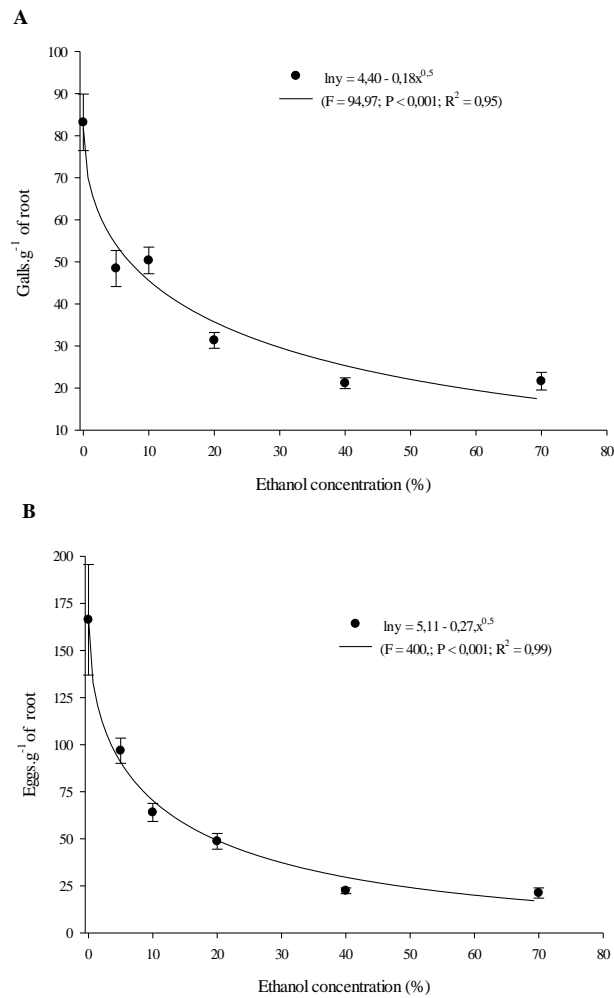 A
100
90
80
70
60
50
40
30
20
10
Galls.g⁻¹ of root
lny = 4,40 - 0,18x⁰·⁵
(F = 94,97; P < 0,001; R² = 0,95)
0 10 20 30 40 50 60 70 80
Ethanol concentration (%)
B
200
175
150
125
100
75
50
25
0
Eggs.g⁻¹ of root
lny = 5,11 - 0,27,x⁰·⁵
(F = 400,; P < 0,001; R² = 0,99)
0 10 20 30 40 50 60 70 80
Ethanol concentration (%)